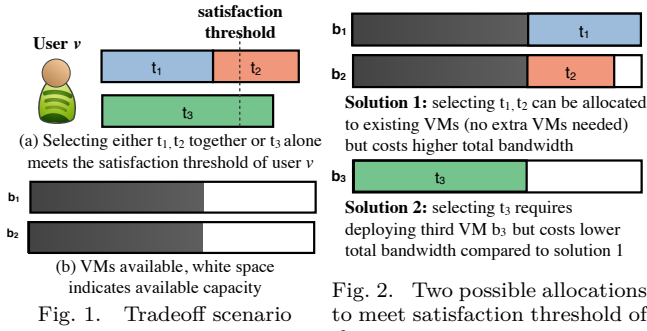 satisfaction
threshold
User v
t1
t2
t3
(a) Selecting either t1, t2 together or t3 alone
meets the satisfaction threshold of user v
b1
b2
(b) VMs available, white space
indicates available capacity
Fig. 1. Tradeoff scenario
b1
t1
b2
t2
Solution 1: selecting t1, t2 can be allocated
to existing VMs (no extra VMs needed)
but costs higher total bandwidth
b3
t3
Solution 2: selecting t3 requires
deploying third VM b3 but costs lower
total bandwidth compared to solution 1
Fig. 2. Two possible allocations
to meet satisfaction threshold of